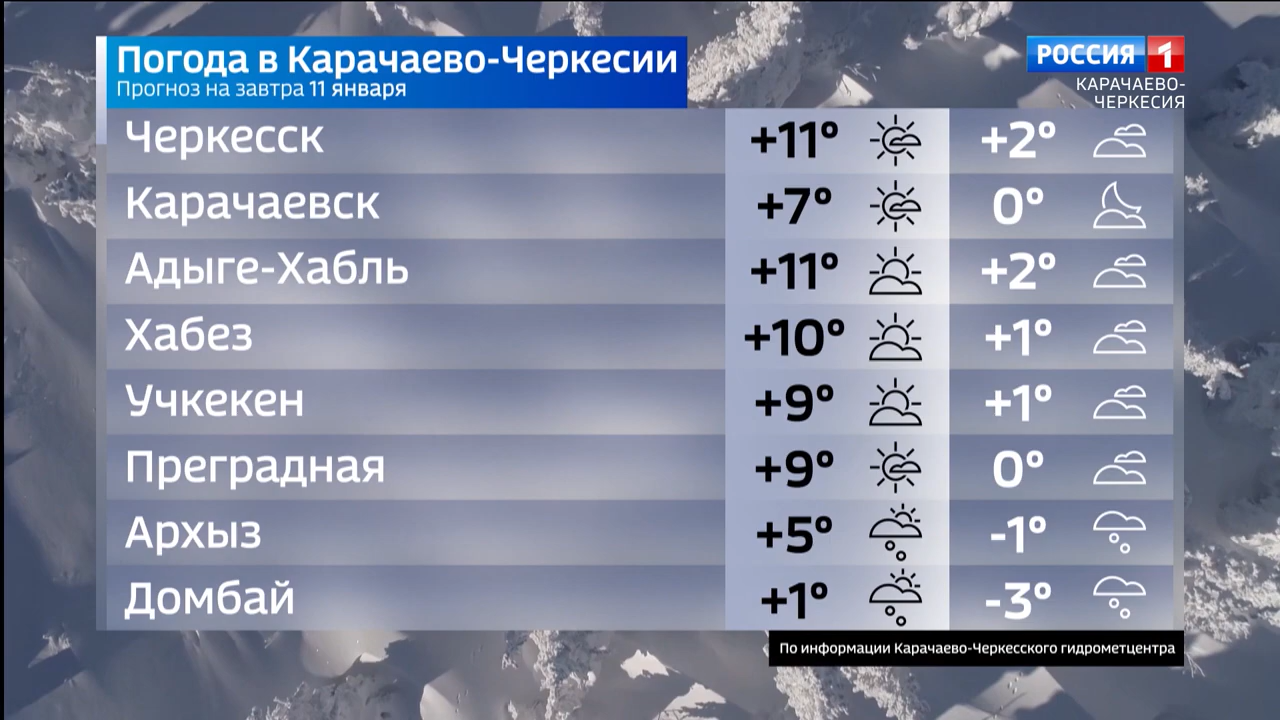 Погода в Карачаево-Черкесии
Прогноз на завтра 11 января
РОССИЯ 1
КАРАЧАЕВО-
ЧЕРКЕСИЯ
Черкесск +11° +2°
Карачаевск +7° 0°
Адыге-Хабль +11° +2°
Хабез +10° +1°
Учкекен +9° +1°
Преградная +9° 0°
Архыз +5° -1°
Домбай +1° -3°
По информации Карачаево-Черкесского гидрометцентра